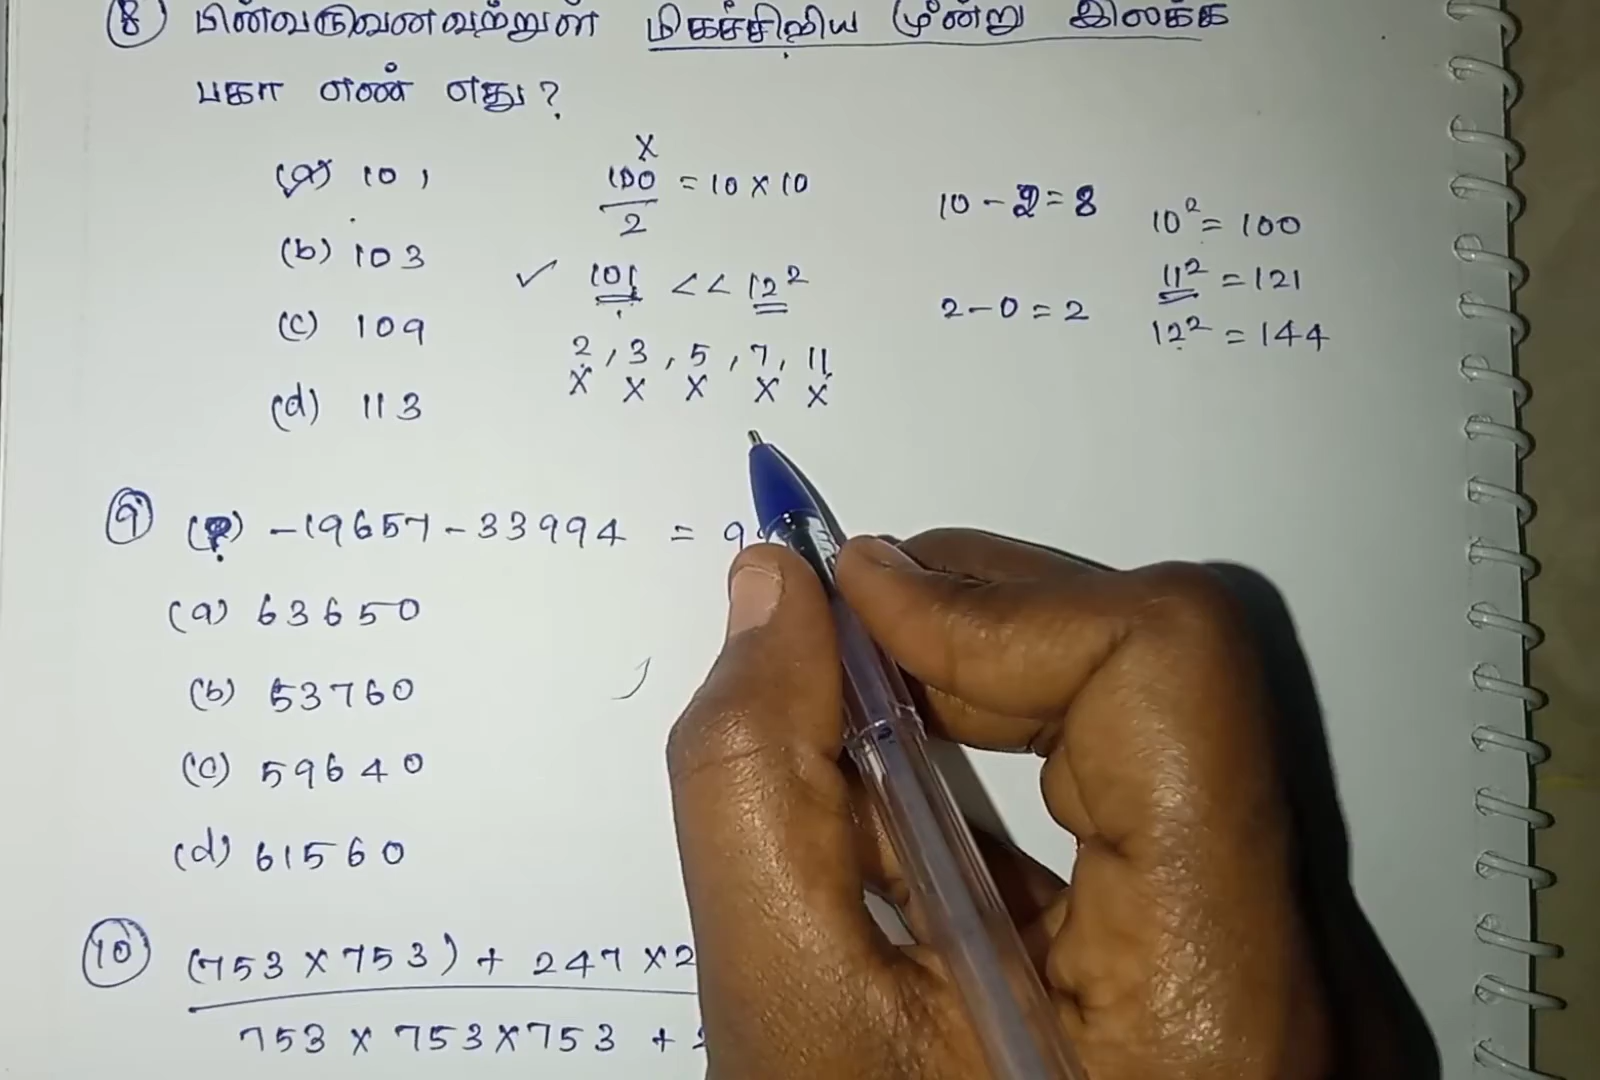 8 பின்வருவனவற்றுள் மிகச்சிறிய மூன்று இலக்க
பகா எண் எது?
(a) 101
(b) 103
(c) 109
(d) 113
X
100/2 = 10 x 10
✓ 101 << 12²
2, 3, 5, 7, 11
X X X X X
10 - 2 = 8
2 - 0 = 2
10² = 100
11² = 121
12² = 144
9 (?) - 19657 - 33994 = 99
(a) 63650
(b) 53760
(c) 59640
(d) 61560
10 (753 x 753) + 247 x 2
753 x 753 x 753 +